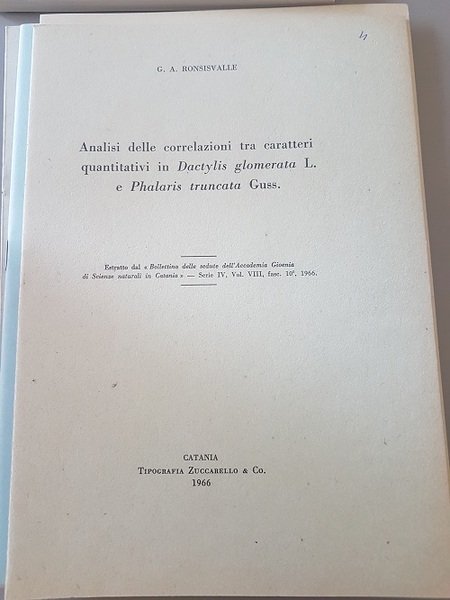 G. A. RONSISVALLE
Analisi delle correlazioni tra caratteri
quantitativi in Dactylis glomerata L.
e Phalaris truncata Guss.
Estratto dal « Bollettino delle sedute dell'Accademia Gioenia
di Scienze naturali in Catania » — Serie IV, Vol. VIII, fasc. 10°, 1966.
CATANIA
TIPOGRAFIA ZUCCARELLO & CO.
1966